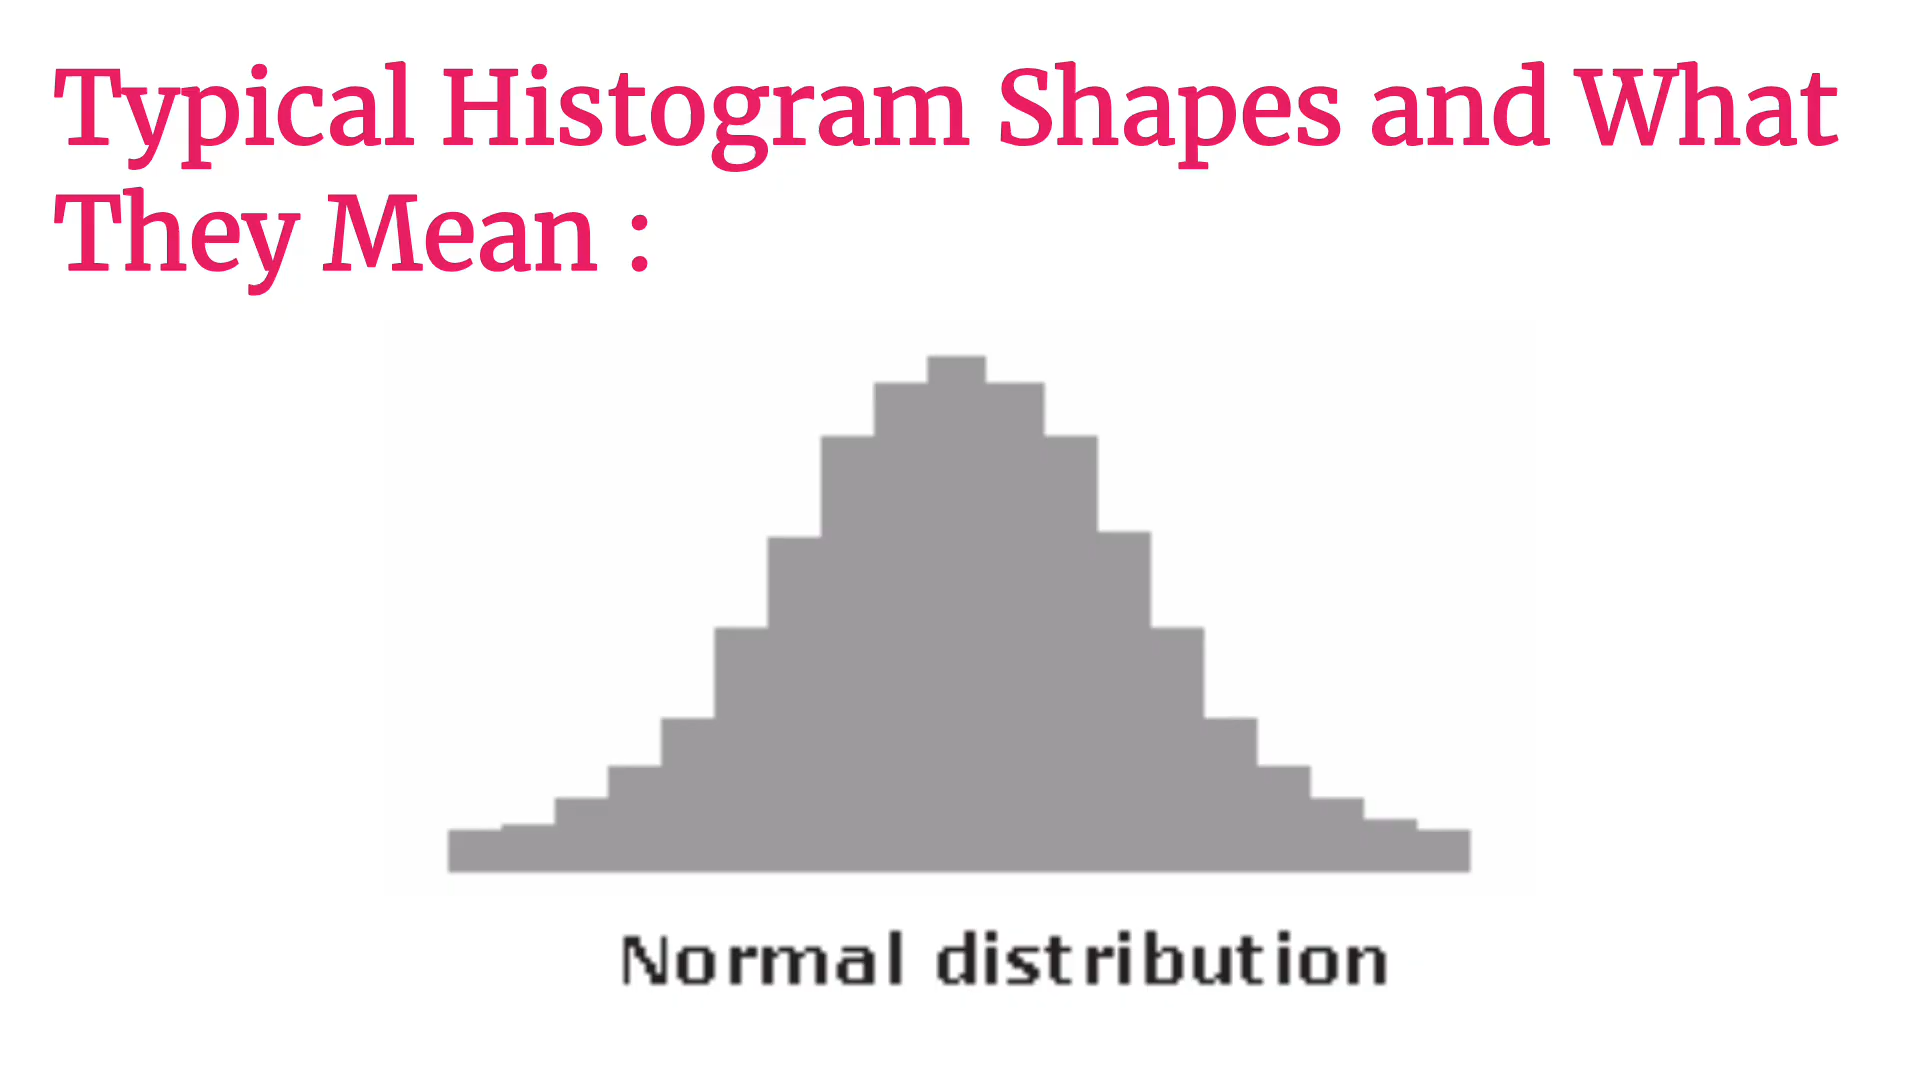 Typical Histogram Shapes and What
They Mean :
Normal distribution